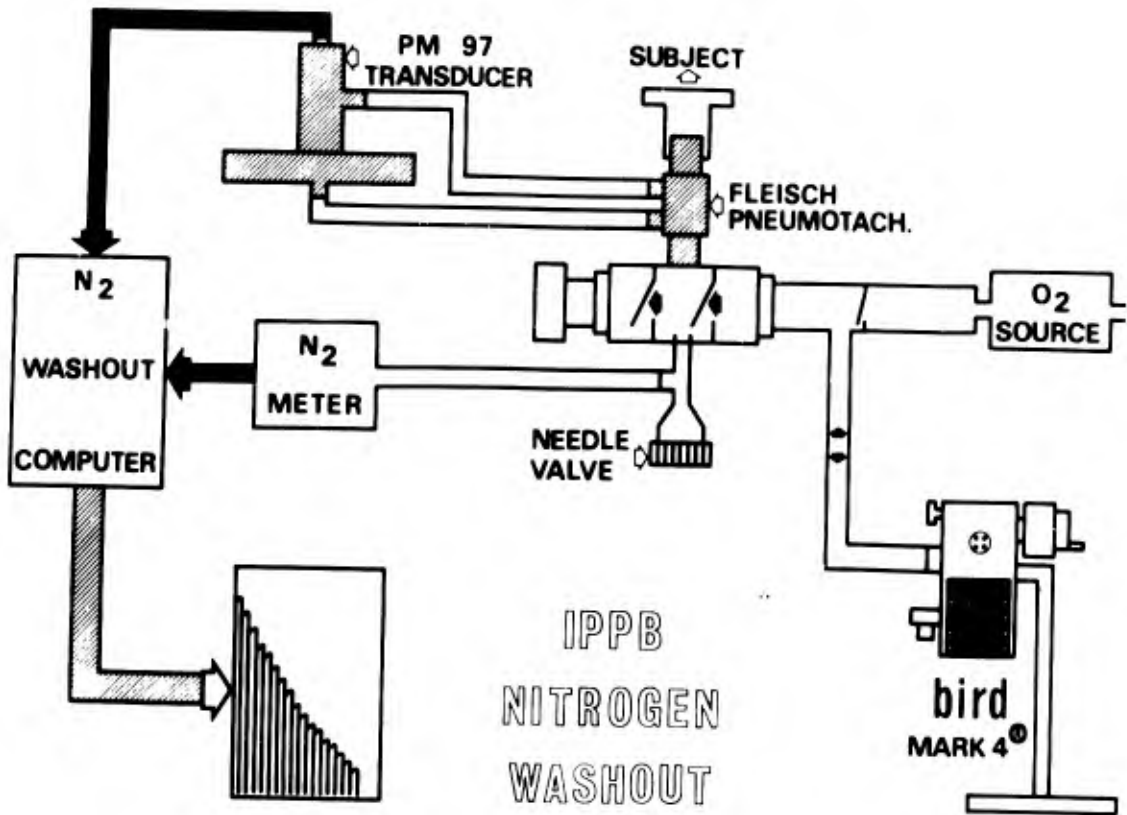 PM 97
TRANSDUCER
SUBJECT
FLEISCH
PNEUMOTACH.
N2
WASHOUT
COMPUTER
N2
METER
O2
SOURCE
NEEDLE
VALVE
IPPB
NITROGEN
WASHOUT
bird
MARK 4®